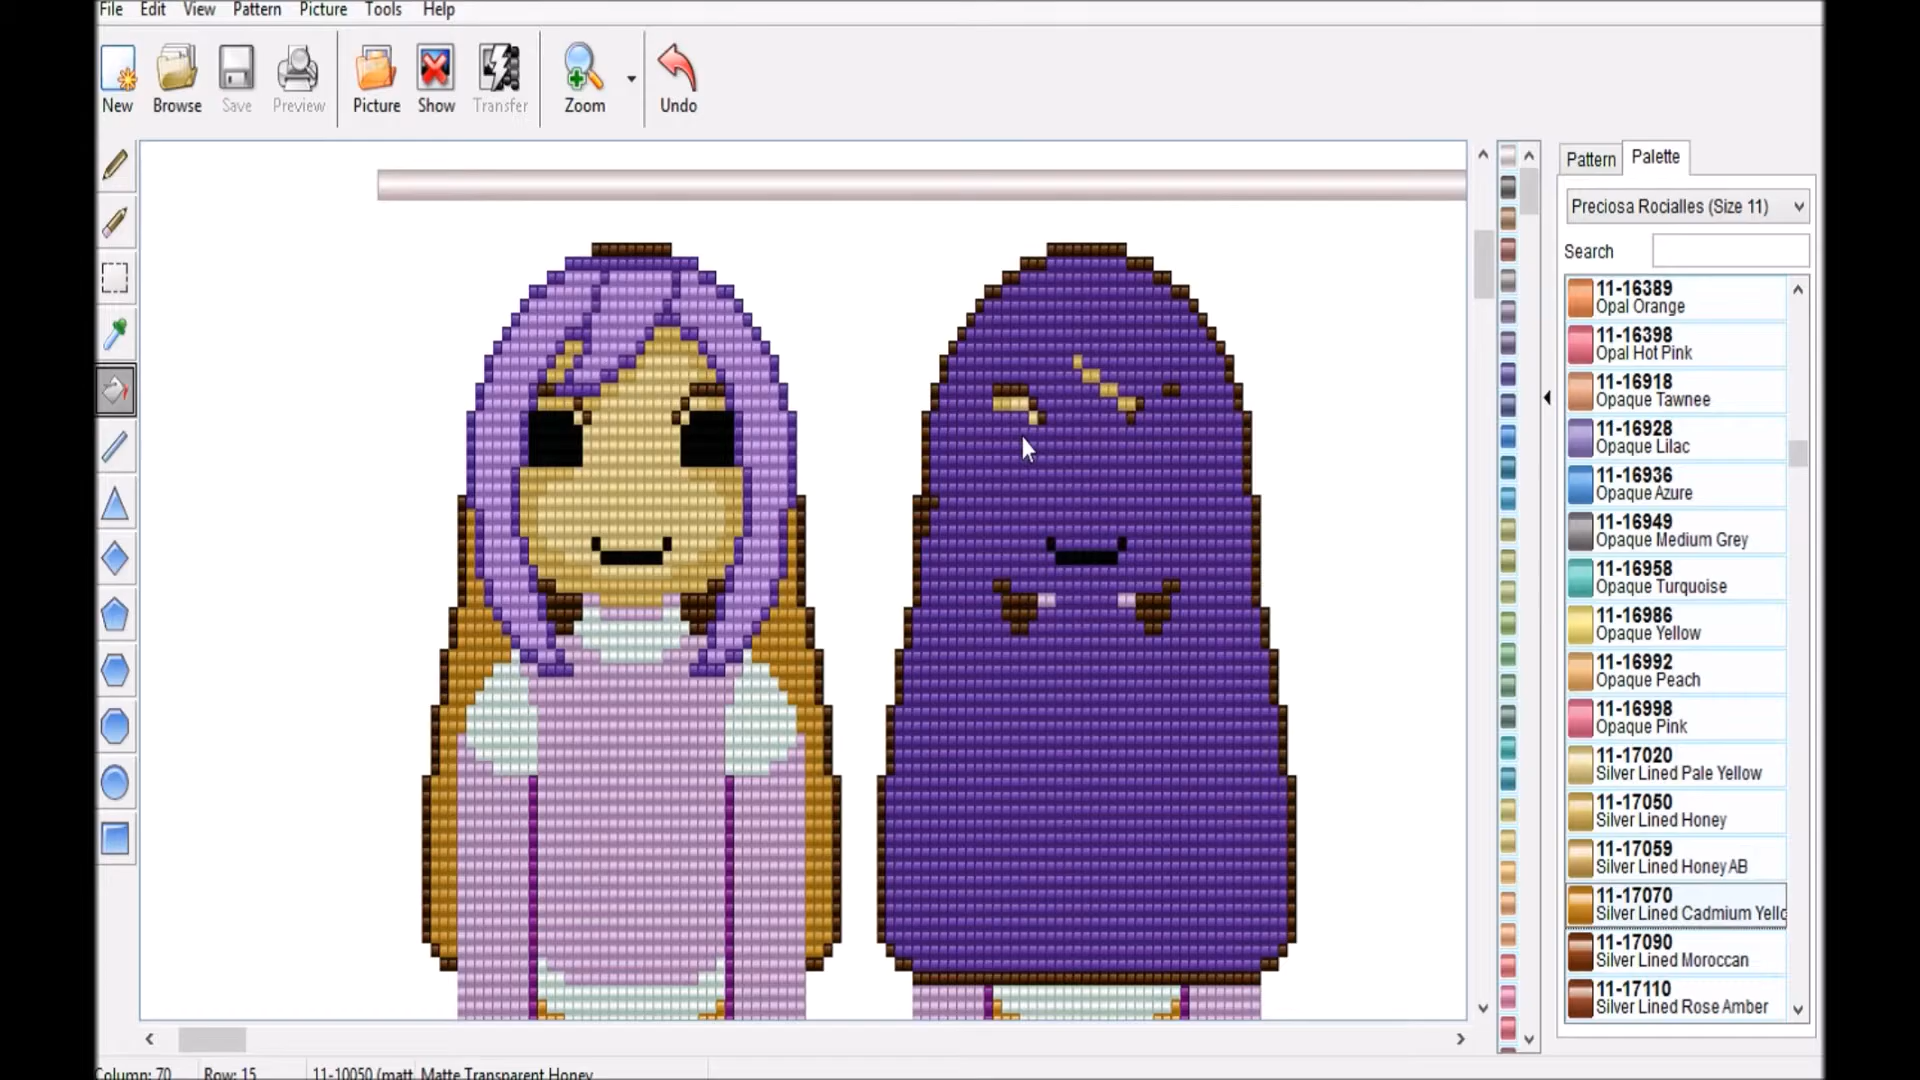 File Edit View Pattern Picture Tools Help
New Browse Save Preview Picture Show Transfer Zoom Undo
Pattern Palette
Preciosa Rocialles (Size 11)
Search
11-16389
Opal Orange
11-16398
Opal Hot Pink
11-16918
Opaque Tawnee
11-16928
Opaque Lilac
11-16936
Opaque Azure
11-16949
Opaque Medium Grey
11-16958
Opaque Turquoise
11-16986
Opaque Yellow
11-16992
Opaque Peach
11-16998
Opaque Pink
11-17020
Silver Lined Pale Yellow
11-17050
Silver Lined Honey
11-17059
Silver Lined Honey AB
11-17070
Silver Lined Cadmium Yello
11-17090
Silver Lined Moroccan
11-17110
Silver Lined Rose Amber
Column: 70 Row: 15 11-10050 (matt Matte Transparent Honey